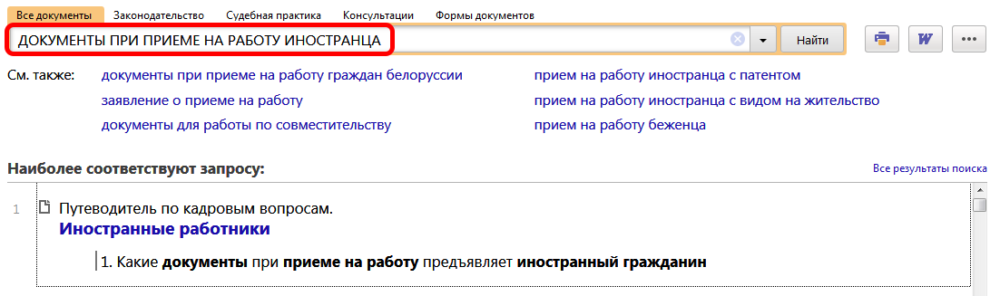 Все документы Законодательство Судебная практика Консультации Формы документов
ДОКУМЕНТЫ ПРИ ПРИЕМЕ НА РАБОТУ ИНОСТРАНЦА Найти W
См. также: документы при приеме на работу граждан белоруссии прием на работу иностранца с патентом
заявление о приеме на работу прием на работу иностранца с видом на жительство
документы для работы по совместительству прием на работу беженца
Наиболее соответствуют запросу: Все результаты поиска
1 Путеводитель по кадровым вопросам.
Иностранные работники
1. Какие документы при приеме на работу предъявляет иностранный гражданин